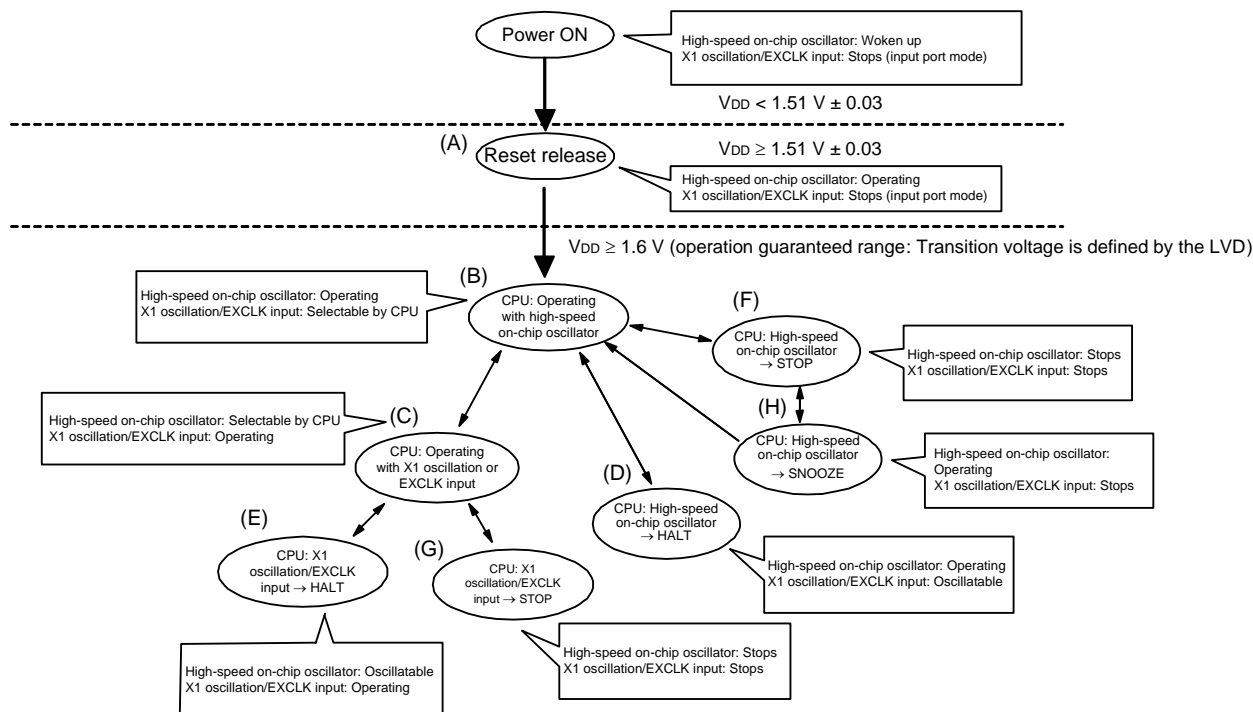 Power ON
High-speed on-chip oscillator: Woken up
X1 oscillation/EXCLK input: Stops (input port mode)
VDD < 1.51 V ± 0.03
(A)
Reset release
VDD ≥ 1.51 V ± 0.03
High-speed on-chip oscillator: Operating
X1 oscillation/EXCLK input: Stops (input port mode)
VDD ≥ 1.6 V (operation guaranteed range: Transition voltage is defined by the LVD)
(B)
High-speed on-chip oscillator: Operating
X1 oscillation/EXCLK input: Selectable by CPU
CPU: Operating
with high-speed
on-chip oscillator
(F)
CPU: High-speed
on-chip oscillator
→ STOP
High-speed on-chip oscillator: Stops
X1 oscillation/EXCLK input: Stops
High-speed on-chip oscillator: Selectable by CPU
X1 oscillation/EXCLK input: Operating
(C)
CPU: Operating
with X1 oscillation or
EXCLK input
(H)
CPU: High-speed
on-chip oscillator
→ SNOOZE
High-speed on-chip oscillator:
Operating
X1 oscillation/EXCLK input: Stops
(D)
CPU: High-speed
on-chip oscillator
→ HALT
High-speed on-chip oscillator: Operating
X1 oscillation/EXCLK input: Oscillatable
(E)
CPU: X1
oscillation/EXCLK
input → HALT
(G)
CPU: X1
oscillation/EXCLK
input → STOP
High-speed on-chip oscillator: Oscillatable
X1 oscillation/EXCLK input: Operating
High-speed on-chip oscillator: Stops
X1 oscillation/EXCLK input: Stops